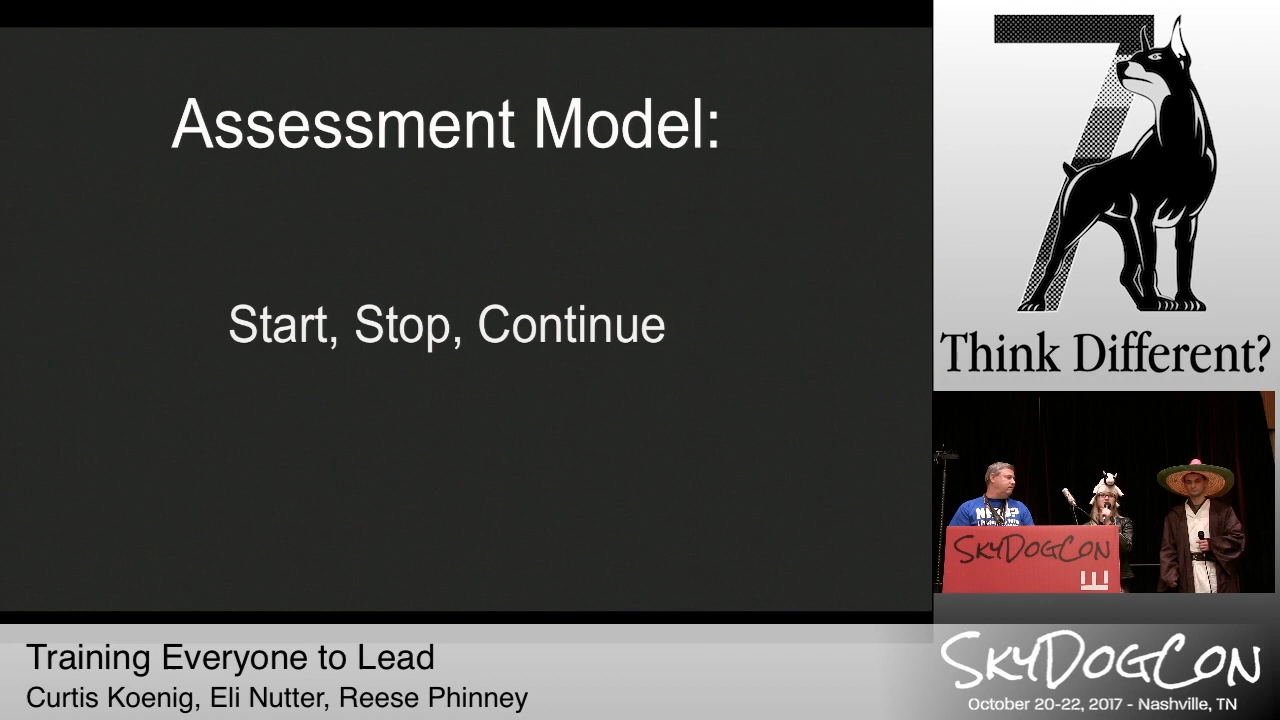 Assessment Model:
Start, Stop, Continue
7
Think Different?
SkyDogCon
Training Everyone to Lead
Curtis Koenig, Eli Nutter, Reese Phinney
SkyDogCon
October 20-22, 2017 - Nashville, TN